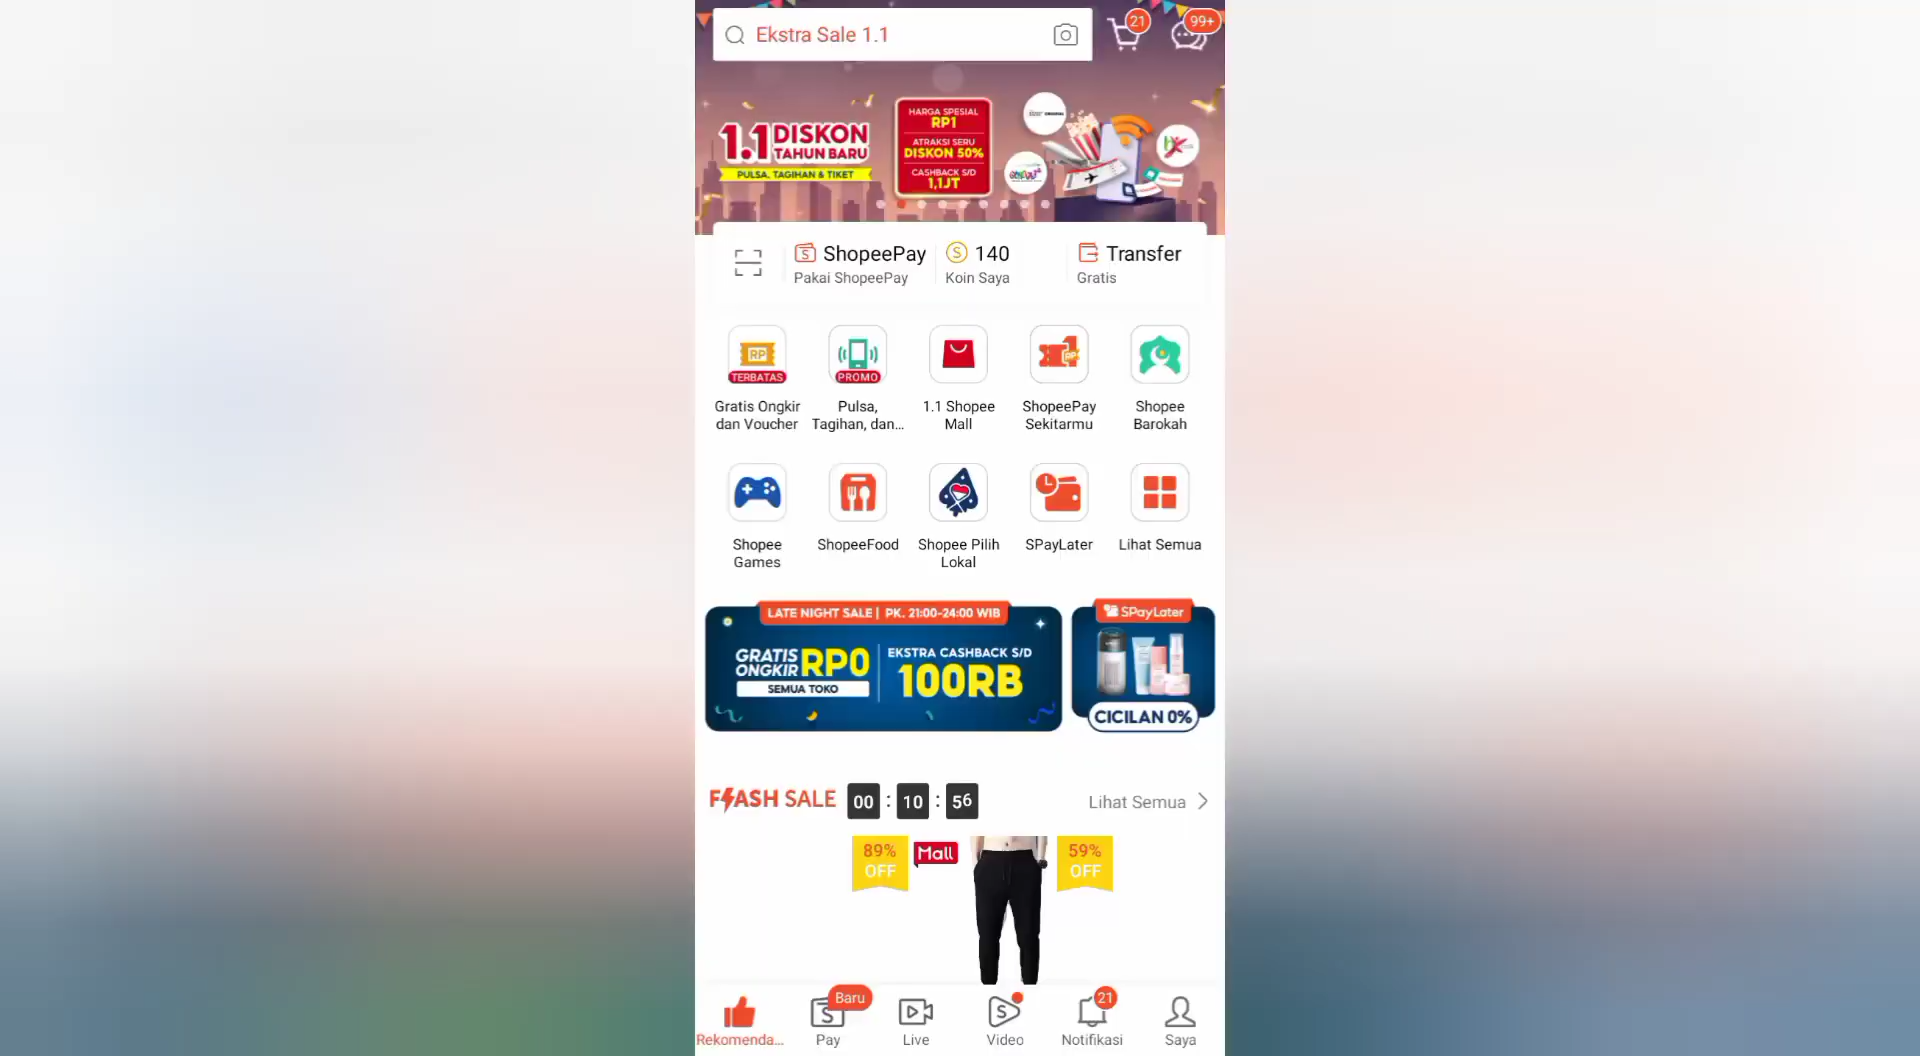 Ekstra Sale 1.1
21
99+
1.1 DISKON
TAHUN BARU
PULSA, TAGIHAN & TIKET
HARGA SPESIAL
RP1
ATRAKSI SERU
DISKON 50%
CASHBACK S/D
1,1JT
ShopeePay
Pakai ShopeePay
140
Koin Saya
Transfer
Gratis
RP
TERBATAS
Gratis Ongkir
dan Voucher
PROMO
Pulsa,
Tagihan, dan...
1.1 Shopee
Mall
ShopeePay
Sekitarmu
Shopee
Barokah
Shopee
Games
ShopeeFood
Shopee Pilih
Lokal
SPayLater
Lihat Semua
LATE NIGHT SALE | PK. 21:00-24:00 WIB
GRATIS
ONGKIR RP0
SEMUA TOKO
EKSTRA CASHBACK S/D
100RB
SPayLater
CICILAN 0%
FLASH SALE 00 : 10 : 56
Lihat Semua
89%
OFF
Mall
59%
OFF
Rekomenda...
Baru
Pay
Live
Video
21
Notifikasi
Saya